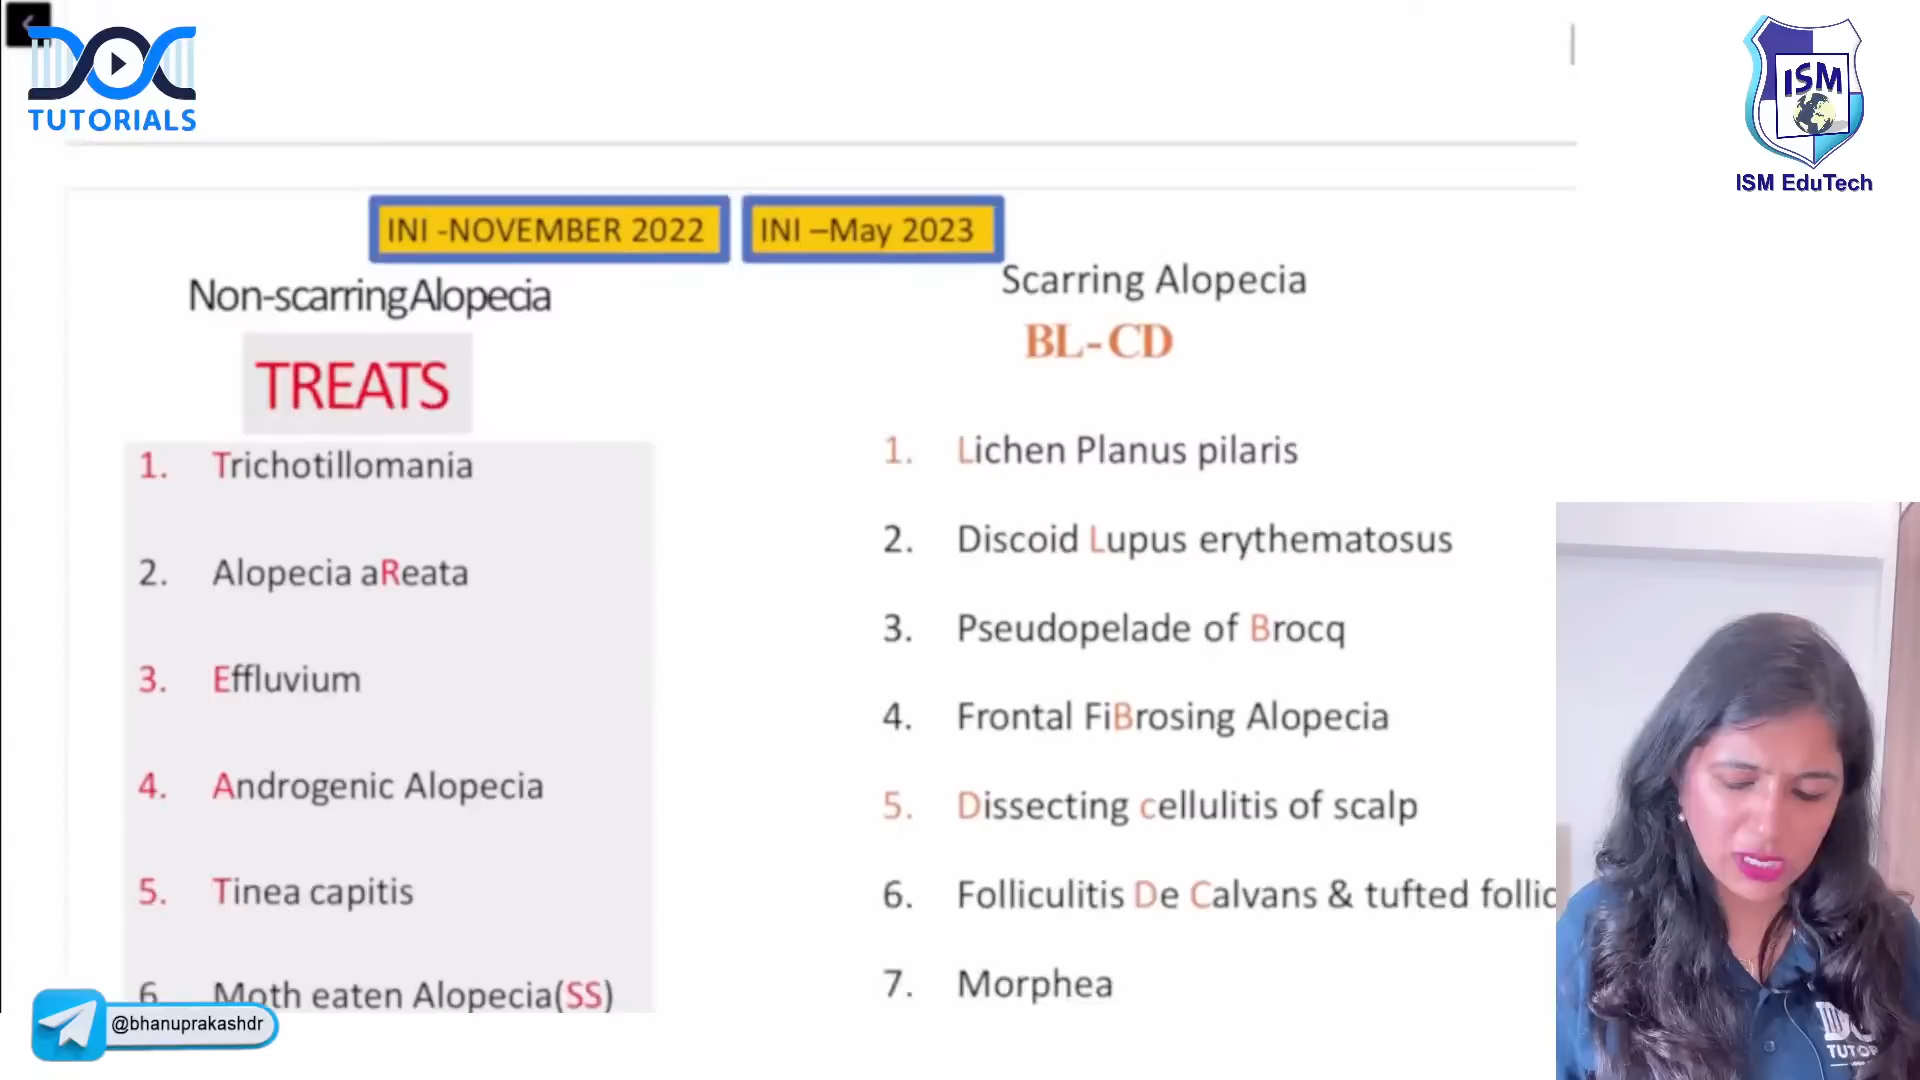 DOC
TUTORIALS
ISM
ISM EduTech
INI -NOVEMBER 2022
INI –May 2023
Non-scarring Alopecia
TREATS
1. Trichotillomania
2. Alopecia aReata
3. Effluvium
4. Androgenic Alopecia
5. Tinea capitis
6. Moth eaten Alopecia(SS)
Scarring Alopecia
BL-CD
1. Lichen Planus pilaris
2. Discoid Lupus erythematosus
3. Pseudopelade of Brocq
4. Frontal FiBrosing Alopecia
5. Dissecting cellulitis of scalp
6. Folliculitis De Calvans & tufted
7. Morphea
@bhanuprakashdr